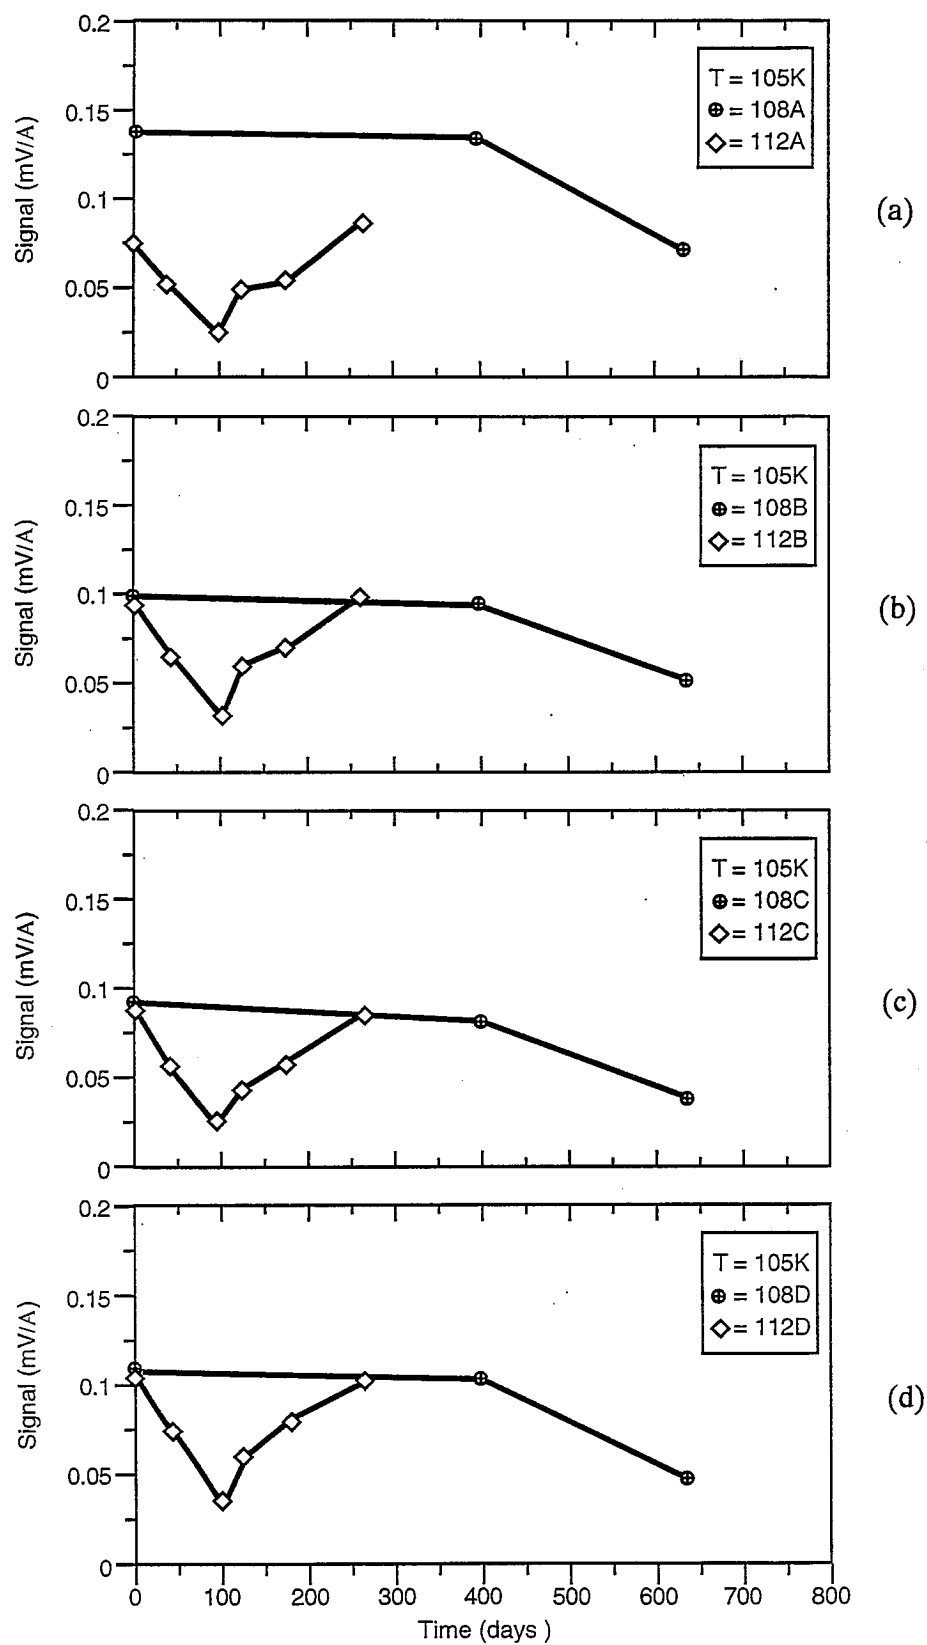 0.2
0.15
0.1
0.05
0
Signal (mV/A)
T = 105K
⊕ = 108A
◇ = 112A
(a)
0.2
0.15
0.1
0.05
0
Signal (mV/A)
T = 105K
⊕ = 108B
◇ = 112B
(b)
0.2
0.15
0.1
0.05
0
Signal (mV/A)
T = 105K
⊕ = 108C
◇ = 112C
(c)
0.2
0.15
0.1
0.05
0
Signal (mV/A)
T = 105K
⊕ = 108D
◇ = 112D
(d)
0 100 200 300 400 500 600 700 800
Time (days )